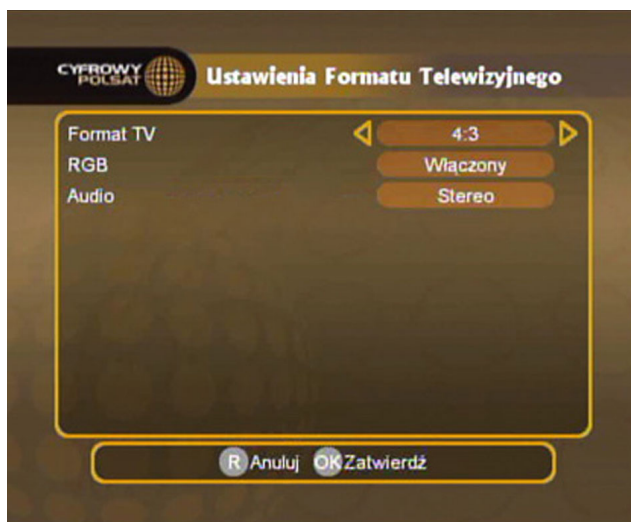 CYFROWY
POLSAT
Ustawienia Formatu Telewizyjnego
Format TV 4:3
RGB Włączony
Audio Stereo
R Anuluj OK Zatwierdź